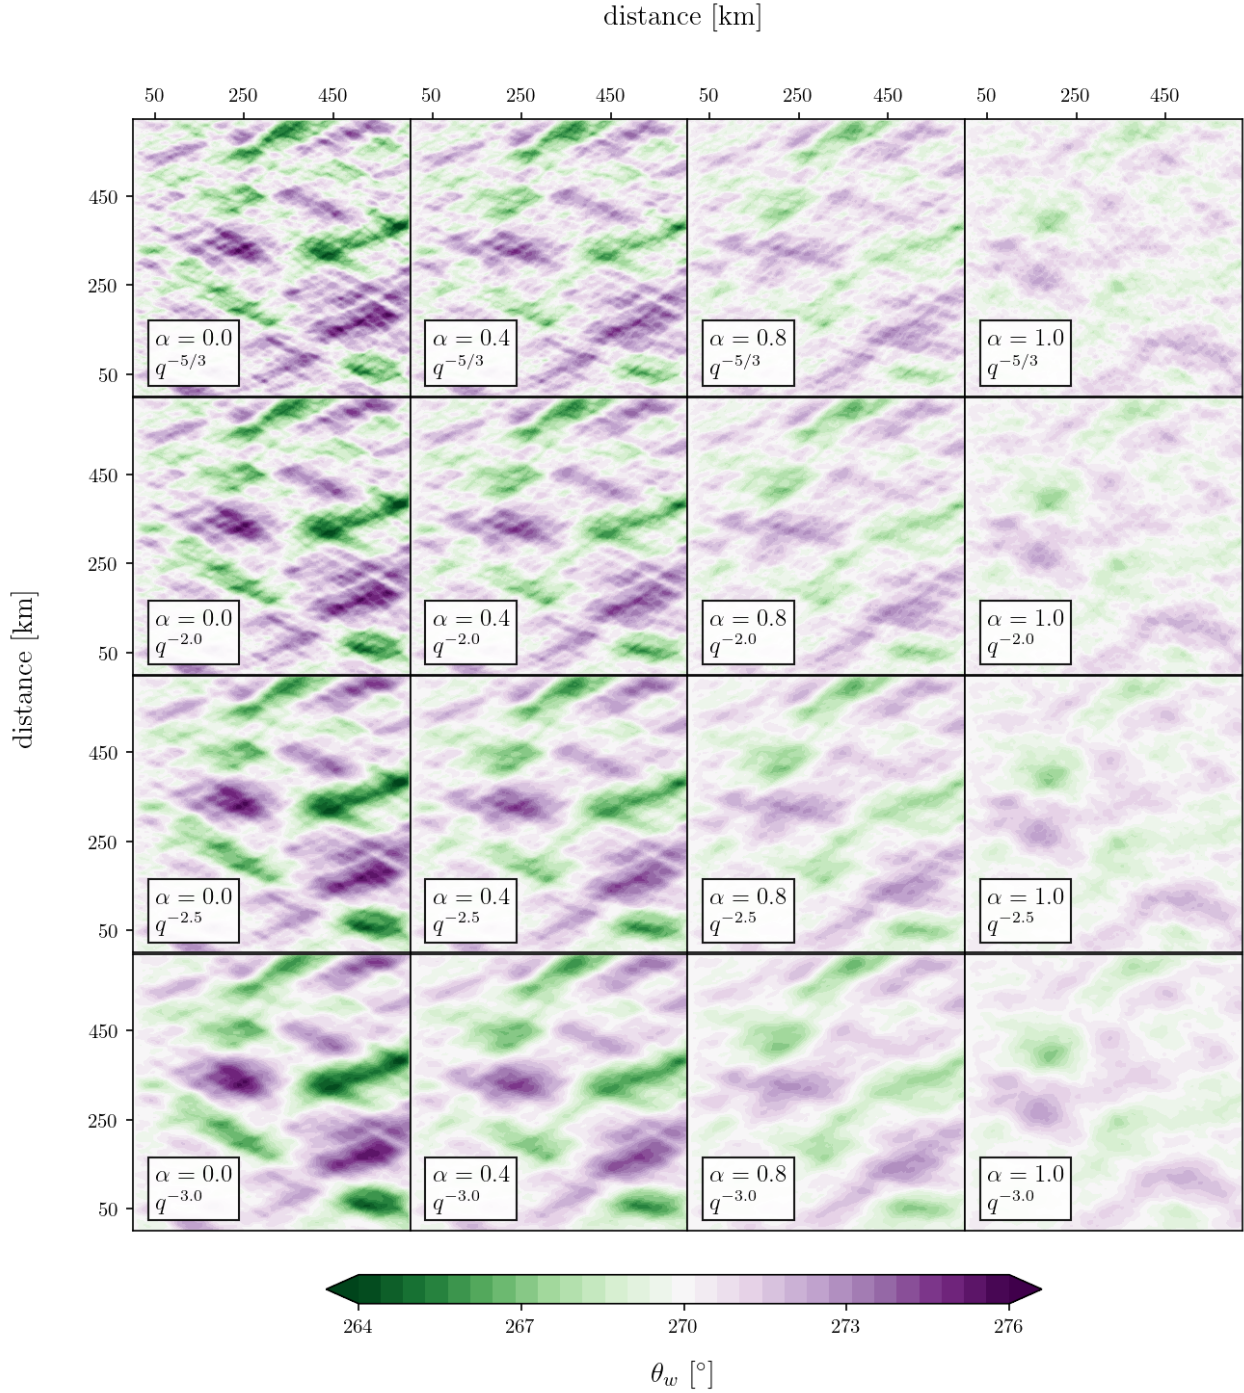 distance [km]
50 250 450 50 250 450 50 250 450 50 250 450
450
250
α = 0.0 α = 0.4 α = 0.8 α = 1.0
q^{-5/3} q^{-5/3} q^{-5/3} q^{-5/3}
50
450
250
α = 0.0 α = 0.4 α = 0.8 α = 1.0
q^{-2.0} q^{-2.0} q^{-2.0} q^{-2.0}
50
distance [km]
450
250
α = 0.0 α = 0.4 α = 0.8 α = 1.0
q^{-2.5} q^{-2.5} q^{-2.5} q^{-2.5}
50
450
250
α = 0.0 α = 0.4 α = 0.8 α = 1.0
q^{-3.0} q^{-3.0} q^{-3.0} q^{-3.0}
50
264 267 270 273 276
θ_w [°]